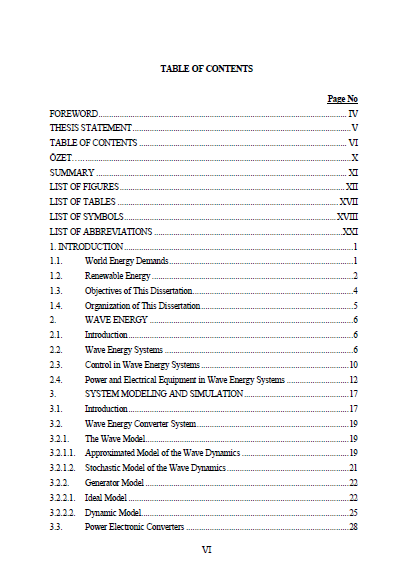 TABLE OF CONTENTS
Page No
FOREWORD IV
THESIS STATEMENT V
TABLE OF CONTENTS VI
ÖZET X
SUMMARY XI
LIST OF FIGURES XII
LIST OF TABLES XVII
LIST OF SYMBOLS XVIII
LIST OF ABBREVIATIONS XXI
1. INTRODUCTION 1
1.1. World Energy Demands 1
1.2. Renewable Energy 2
1.3. Objectives of This Dissertation 4
1.4. Organization of This Dissertation 5
2. WAVE ENERGY 6
2.1. Introduction 6
2.2. Wave Energy Systems 6
2.3. Control in Wave Energy Systems 10
2.4. Power and Electrical Equipment in Wave Energy Systems 12
3. SYSTEM MODELING AND SIMULATION 17
3.1. Introduction 17
3.2. Wave Energy Converter System 19
3.2.1. The Wave Model 19
3.2.1.1. Approximated Model of the Wave Dynamics 19
3.2.1.2. Stochastic Model of the Wave Dynamics 21
3.2.2. Generator Model 22
3.2.2.1. Ideal Model 22
3.2.2.2. Dynamic Model 25
3.3. Power Electronic Converters 28
VI